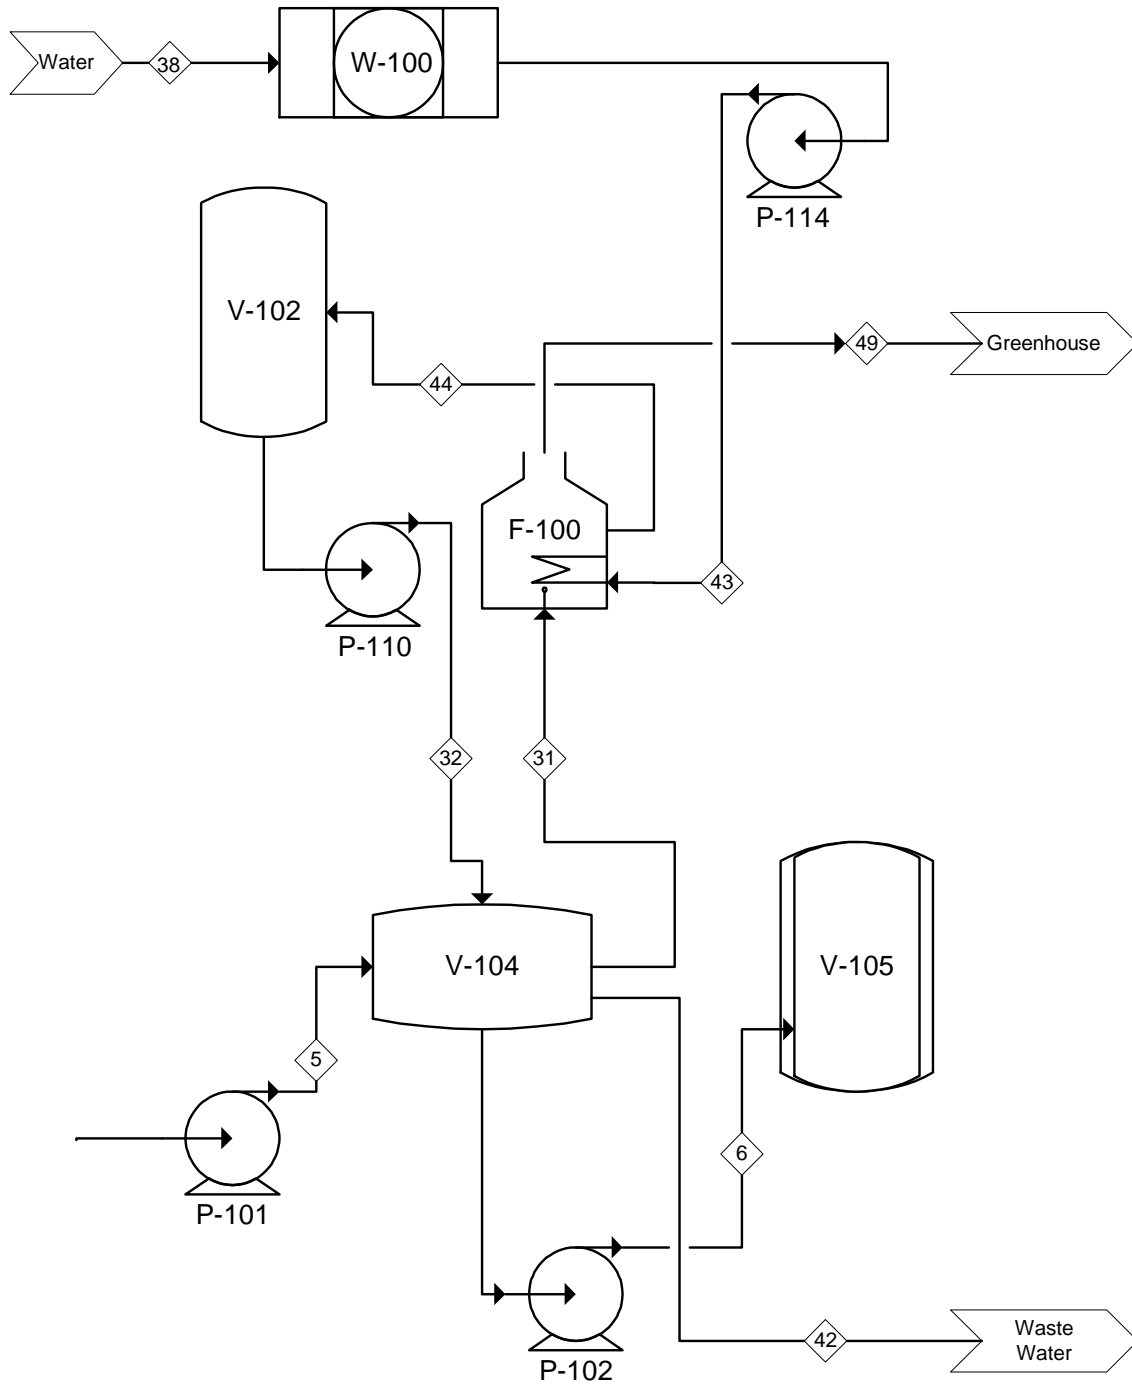 Water
38
W-100
P-114
V-102
49
Greenhouse
44
F-100
43
P-110
32
31
V-104
V-105
5
6
P-101
42
Waste
Water
P-102